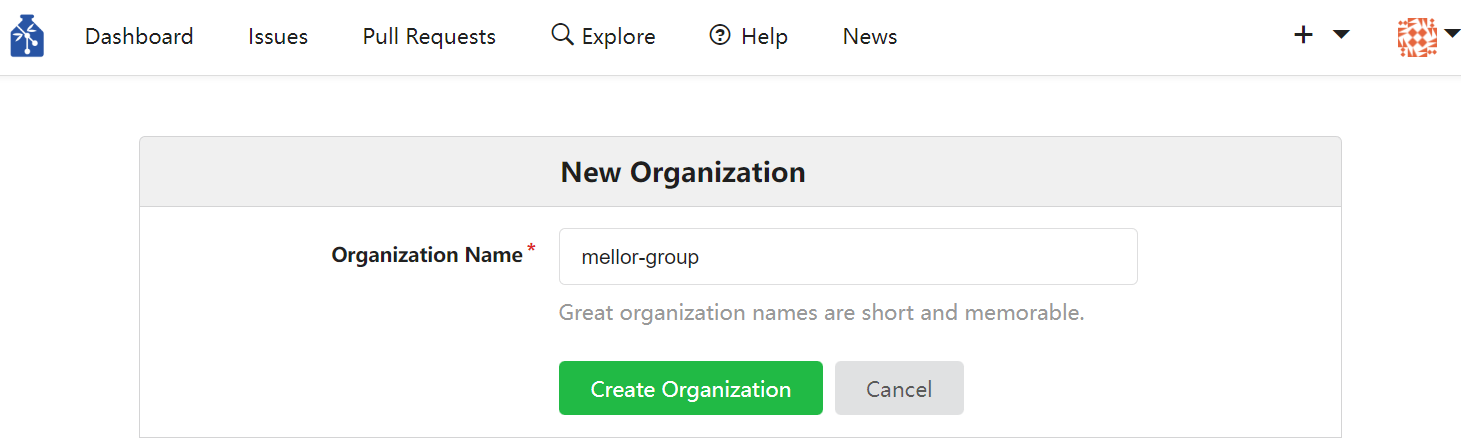 Dashboard Issues Pull Requests Explore Help News
New Organization
Organization Name *
mellor-group
Great organization names are short and memorable.
Create Organization Cancel